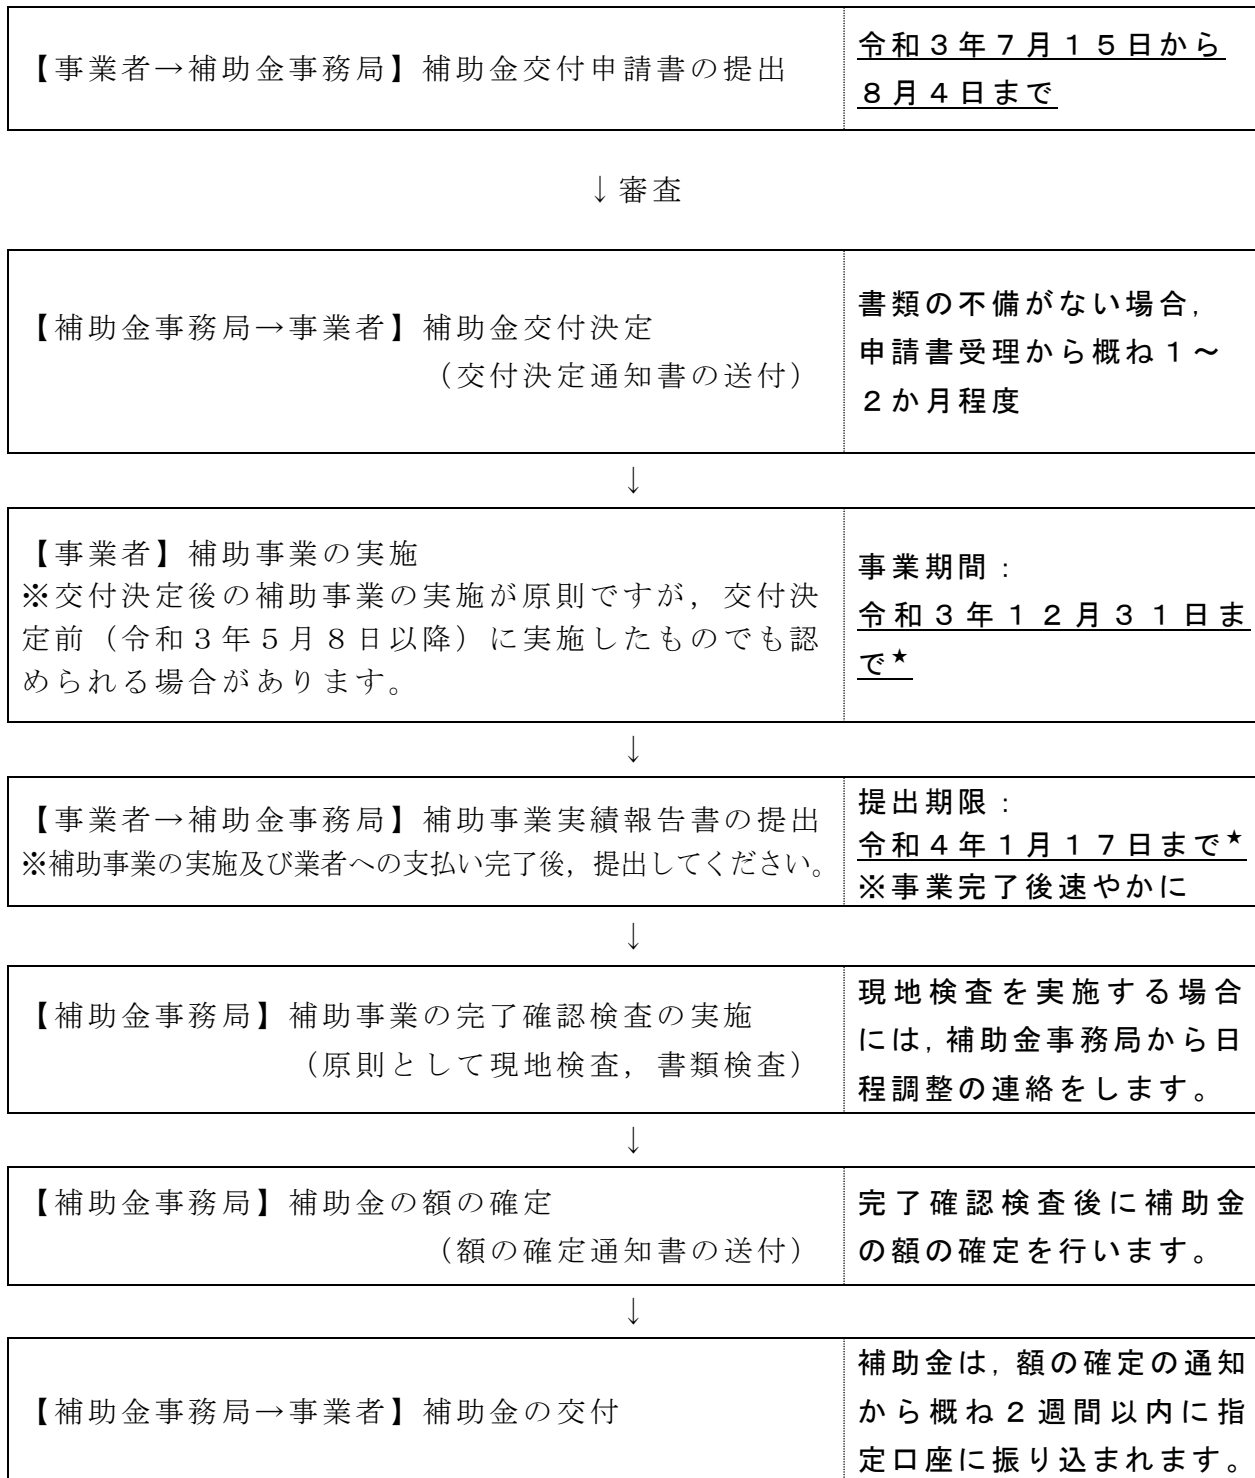 【事業者→補助金事務局】補助金交付申請書の提出
令和３年７月１５日から
８月４日まで
↓審査
【補助金事務局→事業者】補助金交付決定
（交付決定通知書の送付）
書類の不備がない場合，
申請書受理から概ね１～
２か月程度
↓
【事業者】補助事業の実施
※交付決定後の補助事業の実施が原則ですが，交付決
定前（令和３年５月８日以降）に実施したものでも認
められる場合があります。
事業期間：
令和３年１２月３１日ま
で★
↓
【事業者→補助金事務局】補助事業実績報告書の提出
※補助事業の実施及び業者への支払い完了後，提出してください。
提出期限：
令和４年１月１７日まで★
※事業完了後速やかに
↓
【補助金事務局】補助事業の完了確認検査の実施
（原則として現地検査，書類検査）
現地検査を実施する場合
には，補助金事務局から日
程調整の連絡をします。
↓
【補助金事務局】補助金の額の確定
（額の確定通知書の送付）
完了確認検査後に補助金
の額の確定を行います。
↓
【補助金事務局→事業者】補助金の交付
補助金は，額の確定の通知
から概ね２週間以内に指
定口座に振り込まれます。